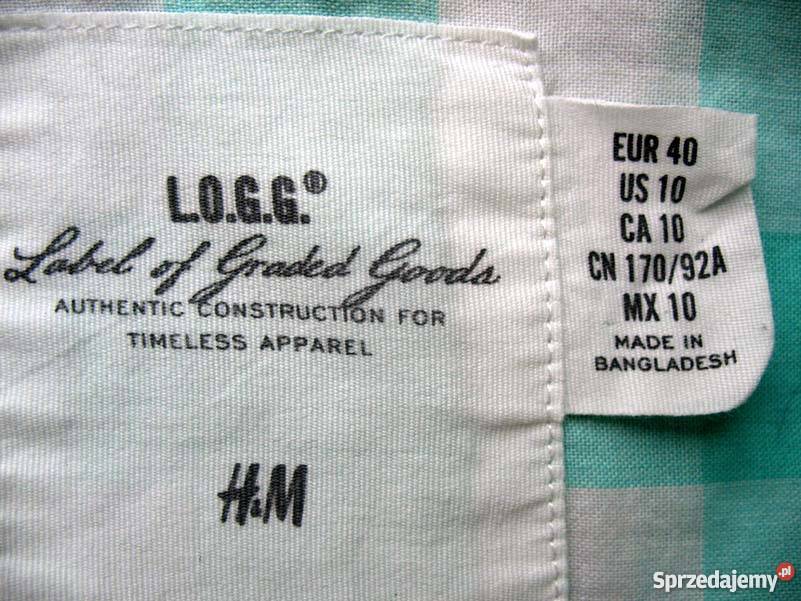 L.O.G.G.®
Label of Graded Goods
AUTHENTIC CONSTRUCTION FOR
TIMELESS APPAREL
H&M
EUR 40
US 10
CA 10
CN 170/92A
MX 10
MADE IN
BANGLADESH
Sprzedajemy.pl